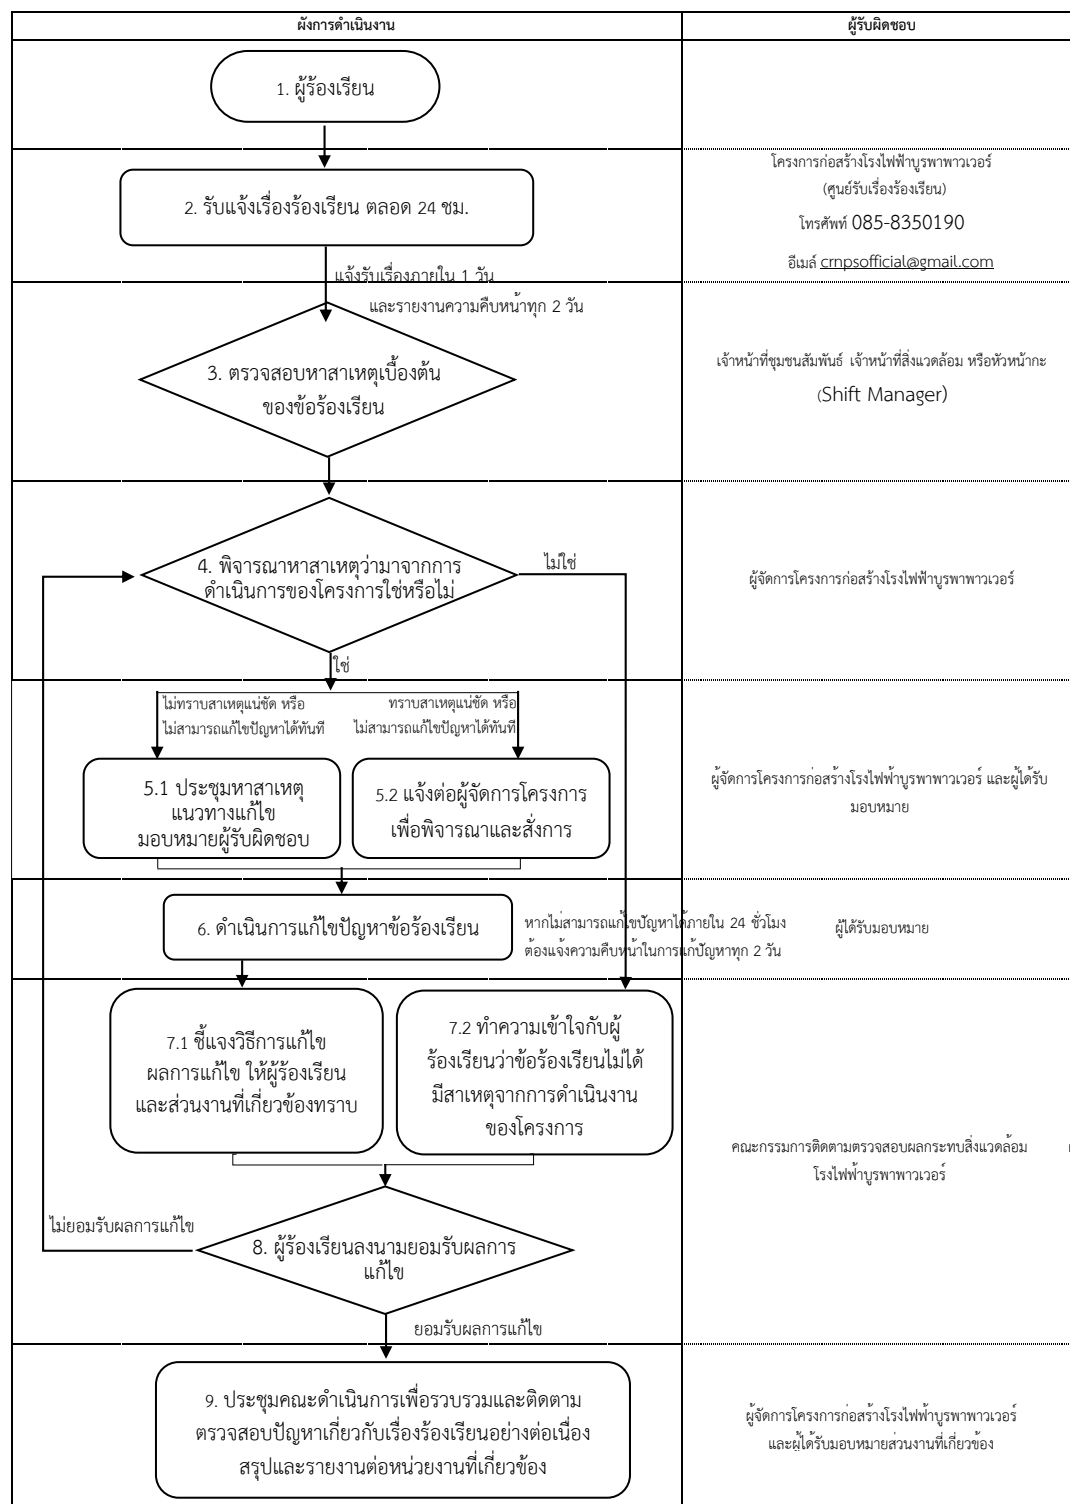 ผังการดำเนินงาน
ผู้รับผิดชอบ
1. ผู้ร้องเรียน
2. รับแจ้งเรื่องร้องเรียน ตลอด 24 ชม.
โครงการก่อสร้างโรงไฟฟ้าบูรพาพาวเวอร์
(ศูนย์รับเรื่องร้องเรียน)
โทรศัพท์ 085-8350190
อีเมล์ crnpsofficial@gmail.com
แจ้งรับเรื่องภายใน 1 วัน
และรายงานความคืบหน้าทุก 2 วัน
3. ตรวจสอบหาสาเหตุเบื้องต้น
ของข้อร้องเรียน
เจ้าหน้าที่ชุมชนสัมพันธ์ เจ้าหน้าที่สิ่งแวดล้อม หรือหัวหน้ากะ
(Shift Manager)
4. พิจารณาหาสาเหตุว่ามาจากการ
ดำเนินการของโครงการใช่หรือไม่
ไม่ใช่
ผู้จัดการโครงการก่อสร้างโรงไฟฟ้าบูรพาพาวเวอร์
ใช่
ไม่ทราบสาเหตุแน่ชัด หรือ
ไม่สามารถแก้ไขปัญหาได้ทันที
ทราบสาเหตุแน่ชัด หรือ
ไม่สามารถแก้ไขปัญหาได้ทันที
5.1 ประชุมหาสาเหตุ
แนวทางแก้ไข
มอบหมายผู้รับผิดชอบ
5.2 แจ้งต่อผู้จัดการโครงการ
เพื่อพิจารณาและสั่งการ
ผู้จัดการโครงการก่อสร้างโรงไฟฟ้าบูรพาพาวเวอร์ และผู้ได้รับ
มอบหมาย
6. ดำเนินการแก้ไขปัญหาข้อร้องเรียน
หากไม่สามารถแก้ไขปัญหาได้ภายใน 24 ชั่วโมง
ต้องแจ้งความคืบหน้าในการแก้ปัญหาทุก 2 วัน
ผู้ได้รับมอบหมาย
7.1 ชี้แจงวิธีการแก้ไข
ผลการแก้ไข ให้ผู้ร้องเรียน
และส่วนงานที่เกี่ยวข้องทราบ
7.2 ทำความเข้าใจกับผู้
ร้องเรียนว่าข้อร้องเรียนไม่ได้
มีสาเหตุจากการดำเนินงาน
ของโครงการ
คณะกรรมการติดตามตรวจสอบผลกระทบสิ่งแวดล้อม
โรงไฟฟ้าบูรพาพาวเวอร์
ไม่ยอมรับผลการแก้ไข
8. ผู้ร้องเรียนลงนามยอมรับผลการ
แก้ไข
ยอมรับผลการแก้ไข
9. ประชุมคณะดำเนินการเพื่อรวบรวมและติดตาม
ตรวจสอบปัญหาเกี่ยวกับเรื่องร้องเรียนอย่างต่อเนื่อง
สรุปและรายงานต่อหน่วยงานที่เกี่ยวข้อง
ผู้จัดการโครงการก่อสร้างโรงไฟฟ้าบูรพาพาวเวอร์
และผู้ได้รับมอบหมายส่วนงานที่เกี่ยวข้อง